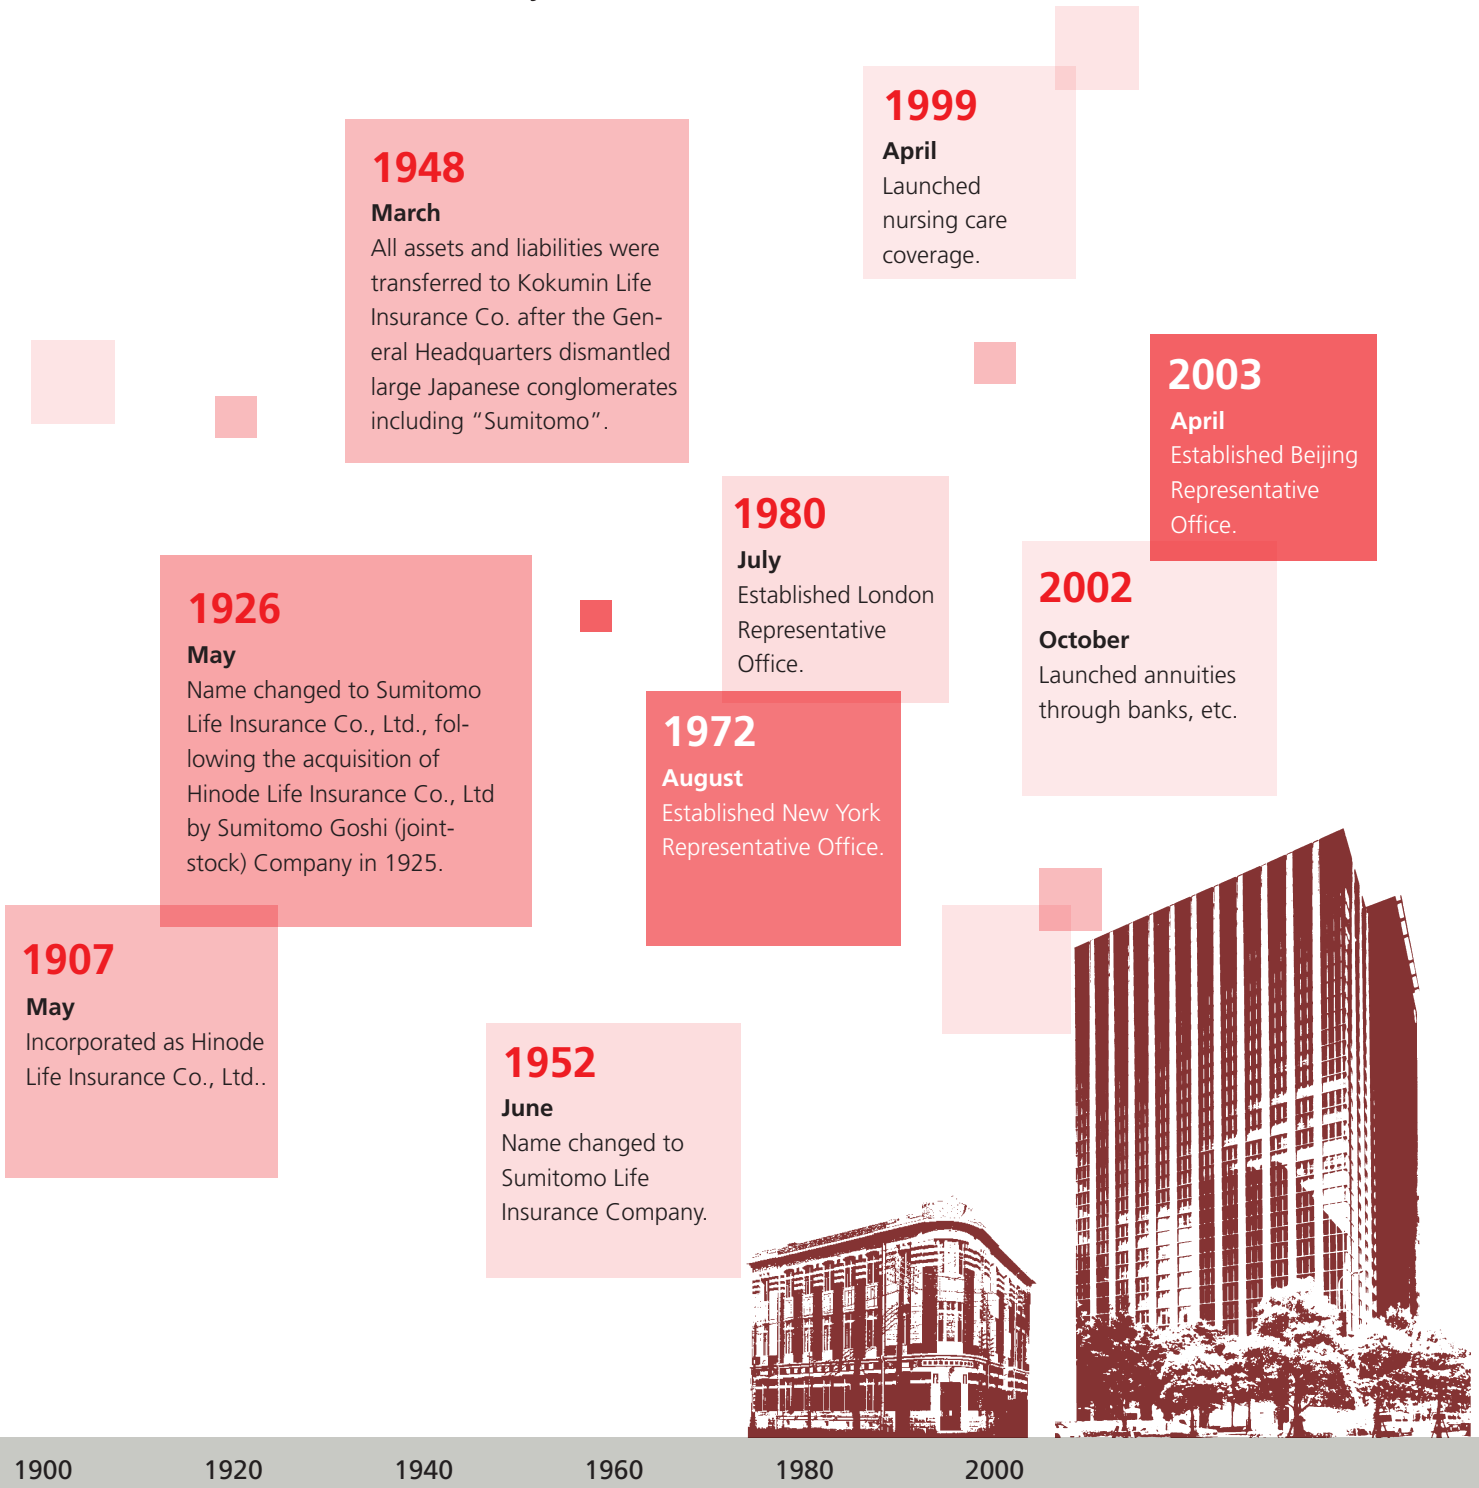 1999
April
Launched
nursing care
coverage.
1948
March
All assets and liabilities were
transferred to Kokumin Life
Insurance Co. after the Gen-
eral Headquarters dismantled
large Japanese conglomerates
including “Sumitomo”.
2003
April
Established Beijing
Representative
Office.
1980
July
Established London
Representative
Office.
2002
October
Launched annuities
through banks, etc.
1926
May
Name changed to Sumitomo
Life Insurance Co., Ltd., fol-
lowing the acquisition of
Hinode Life Insurance Co., Ltd
by Sumitomo Goshi (joint-
stock) Company in 1925.
1972
August
Established New York
Representative Office.
1907
May
Incorporated as Hinode
Life Insurance Co., Ltd..
1952
June
Name changed to
Sumitomo Life
Insurance Company.
1900 1920 1940 1960 1980 2000